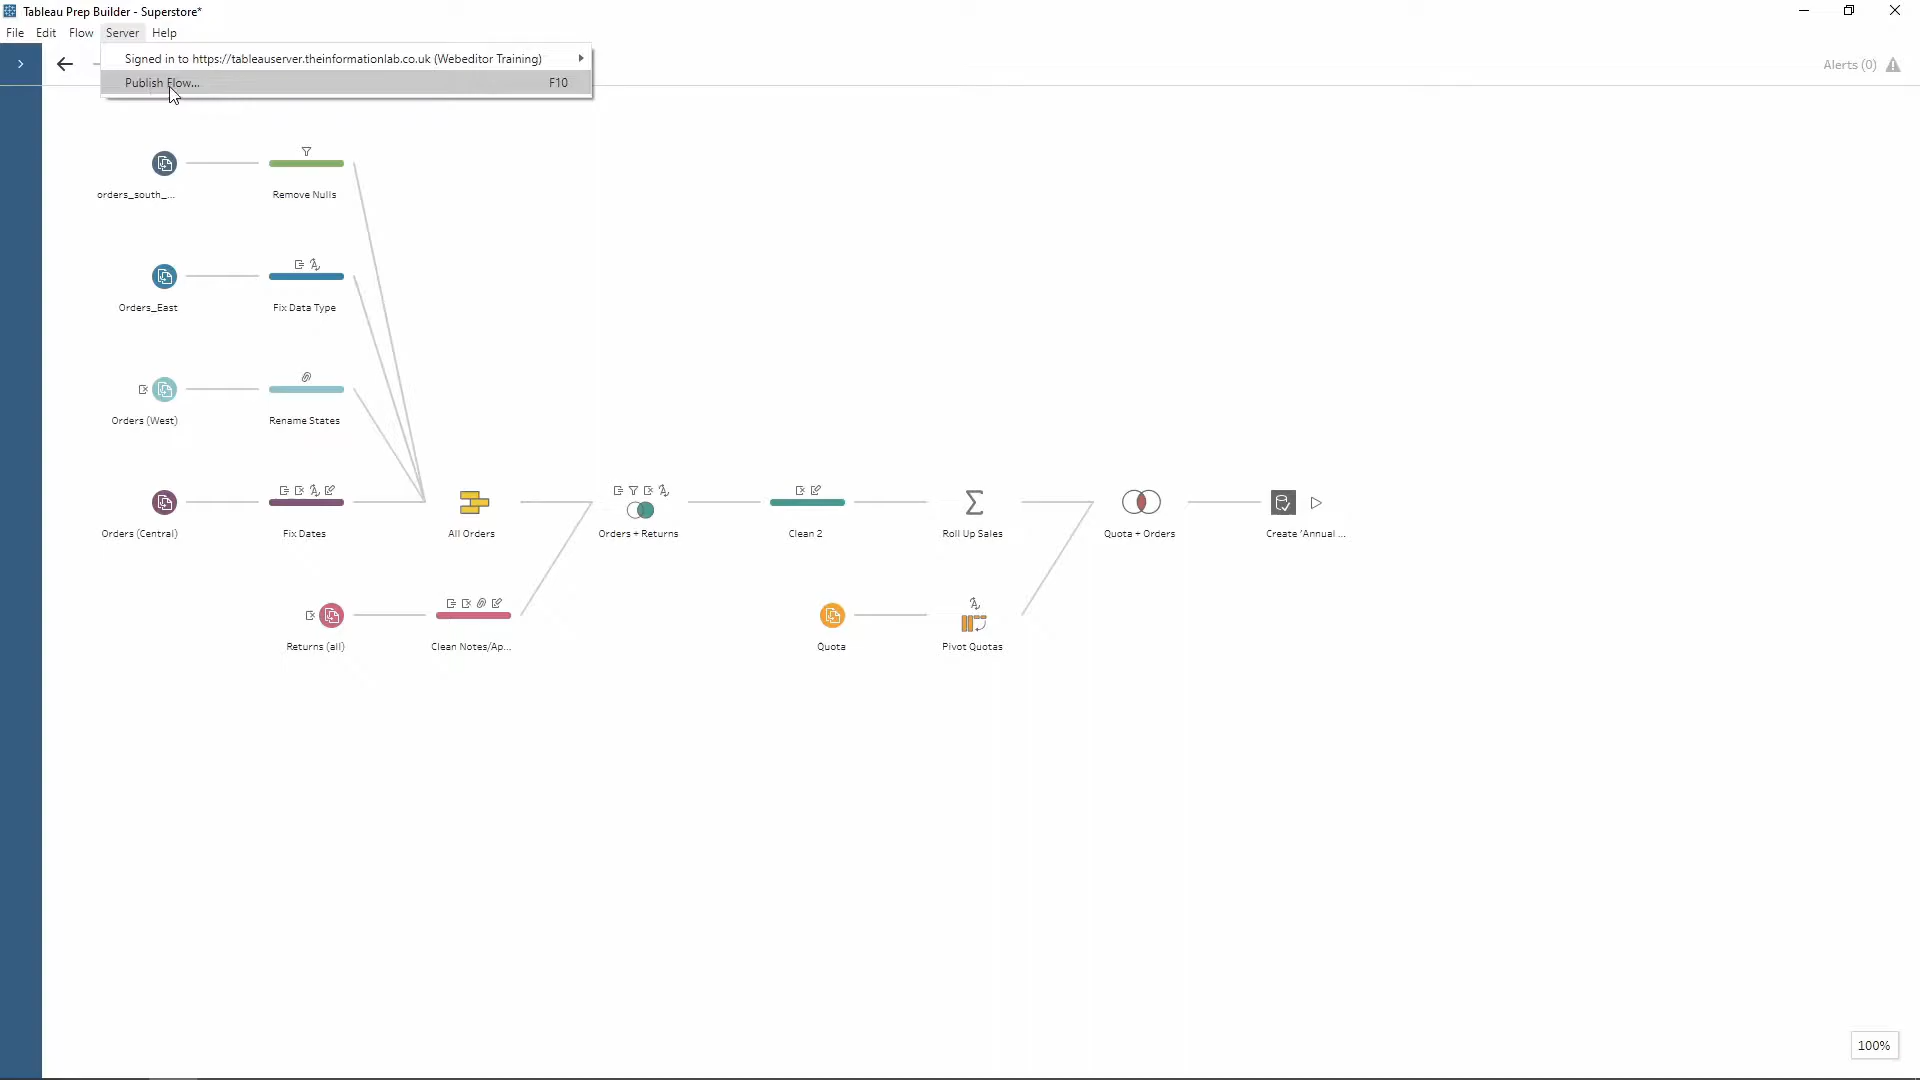 Tableau Prep Builder - Superstore*
File Edit Flow Server Help
Signed in to https://tableauserver.theinformationlab.co.uk (Webeditor Training)
Alerts (0)
Publish Flow... F10
orders_south_... Remove Nulls
Orders_East Fix Data Type
Orders (West) Rename States
Orders (Central) Fix Dates All Orders Orders + Returns Clean 2 Roll Up Sales Quota + Orders Create 'Annual ...
Returns (all) Clean Notes/Ap... Quota Pivot Quotas
100%